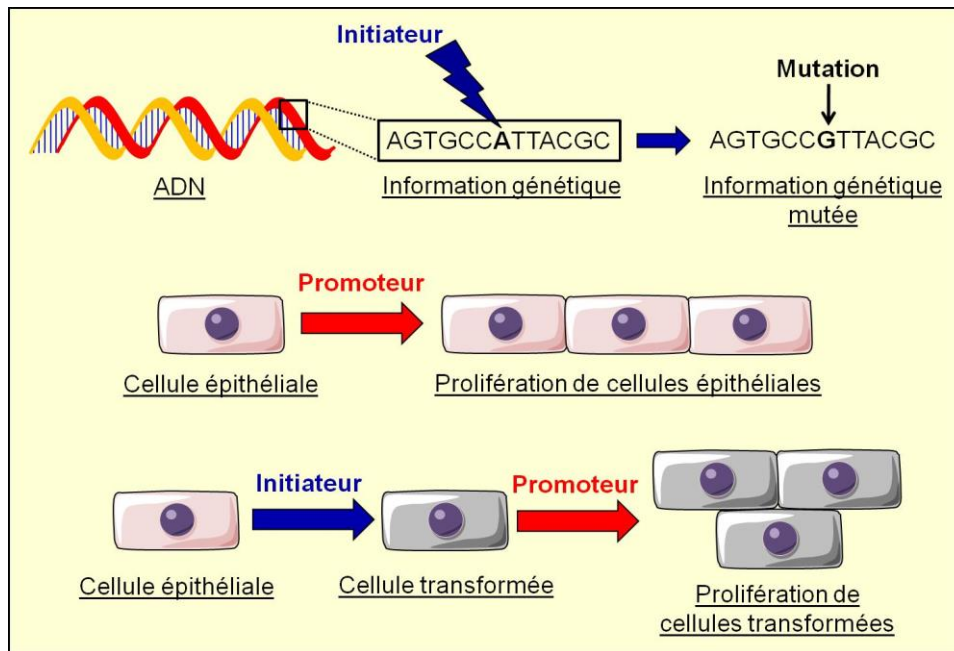 Initiateur
Mutation
AGTGCCATTACGC
AGTGCCGTTACGC
ADN
Information génétique
Information génétique
mutée
Promoteur
Cellule épithéliale
Prolifération de cellules épithéliales
Initiateur
Promoteur
Cellule épithéliale
Cellule transformée
Prolifération de
cellules transformées